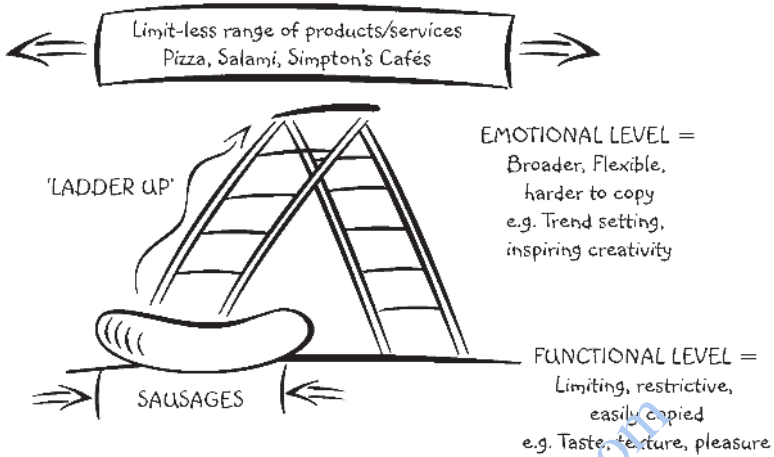 Limit-less range of products/services
Pizza, Salami, Simpton's Cafés
EMOTIONAL LEVEL =
Broader, Flexible,
harder to copy
e.g. Trend setting,
inspiring creativity
'LADDER UP'
FUNCTIONAL LEVEL =
Limiting, restrictive,
easily copied
e.g. Taste, texture, pleasure
SAUSAGES
om